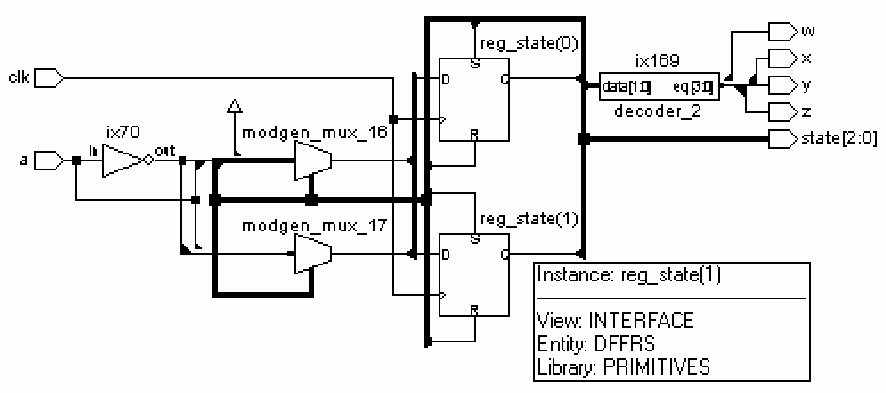 w
reg_state(0)
x
ix169
clk
D
S
Q
data[1:0] eq[3:0]
y
decoder_2
z
ix70
modgen_mux_16
R
state[2:0]
a
in
out
modgen_mux_17
reg_state(1)
S
D
Q
R
Instance: reg_state(1)
View: INTERFACE
Entity: DFFRS
Library: PRIMITIVES